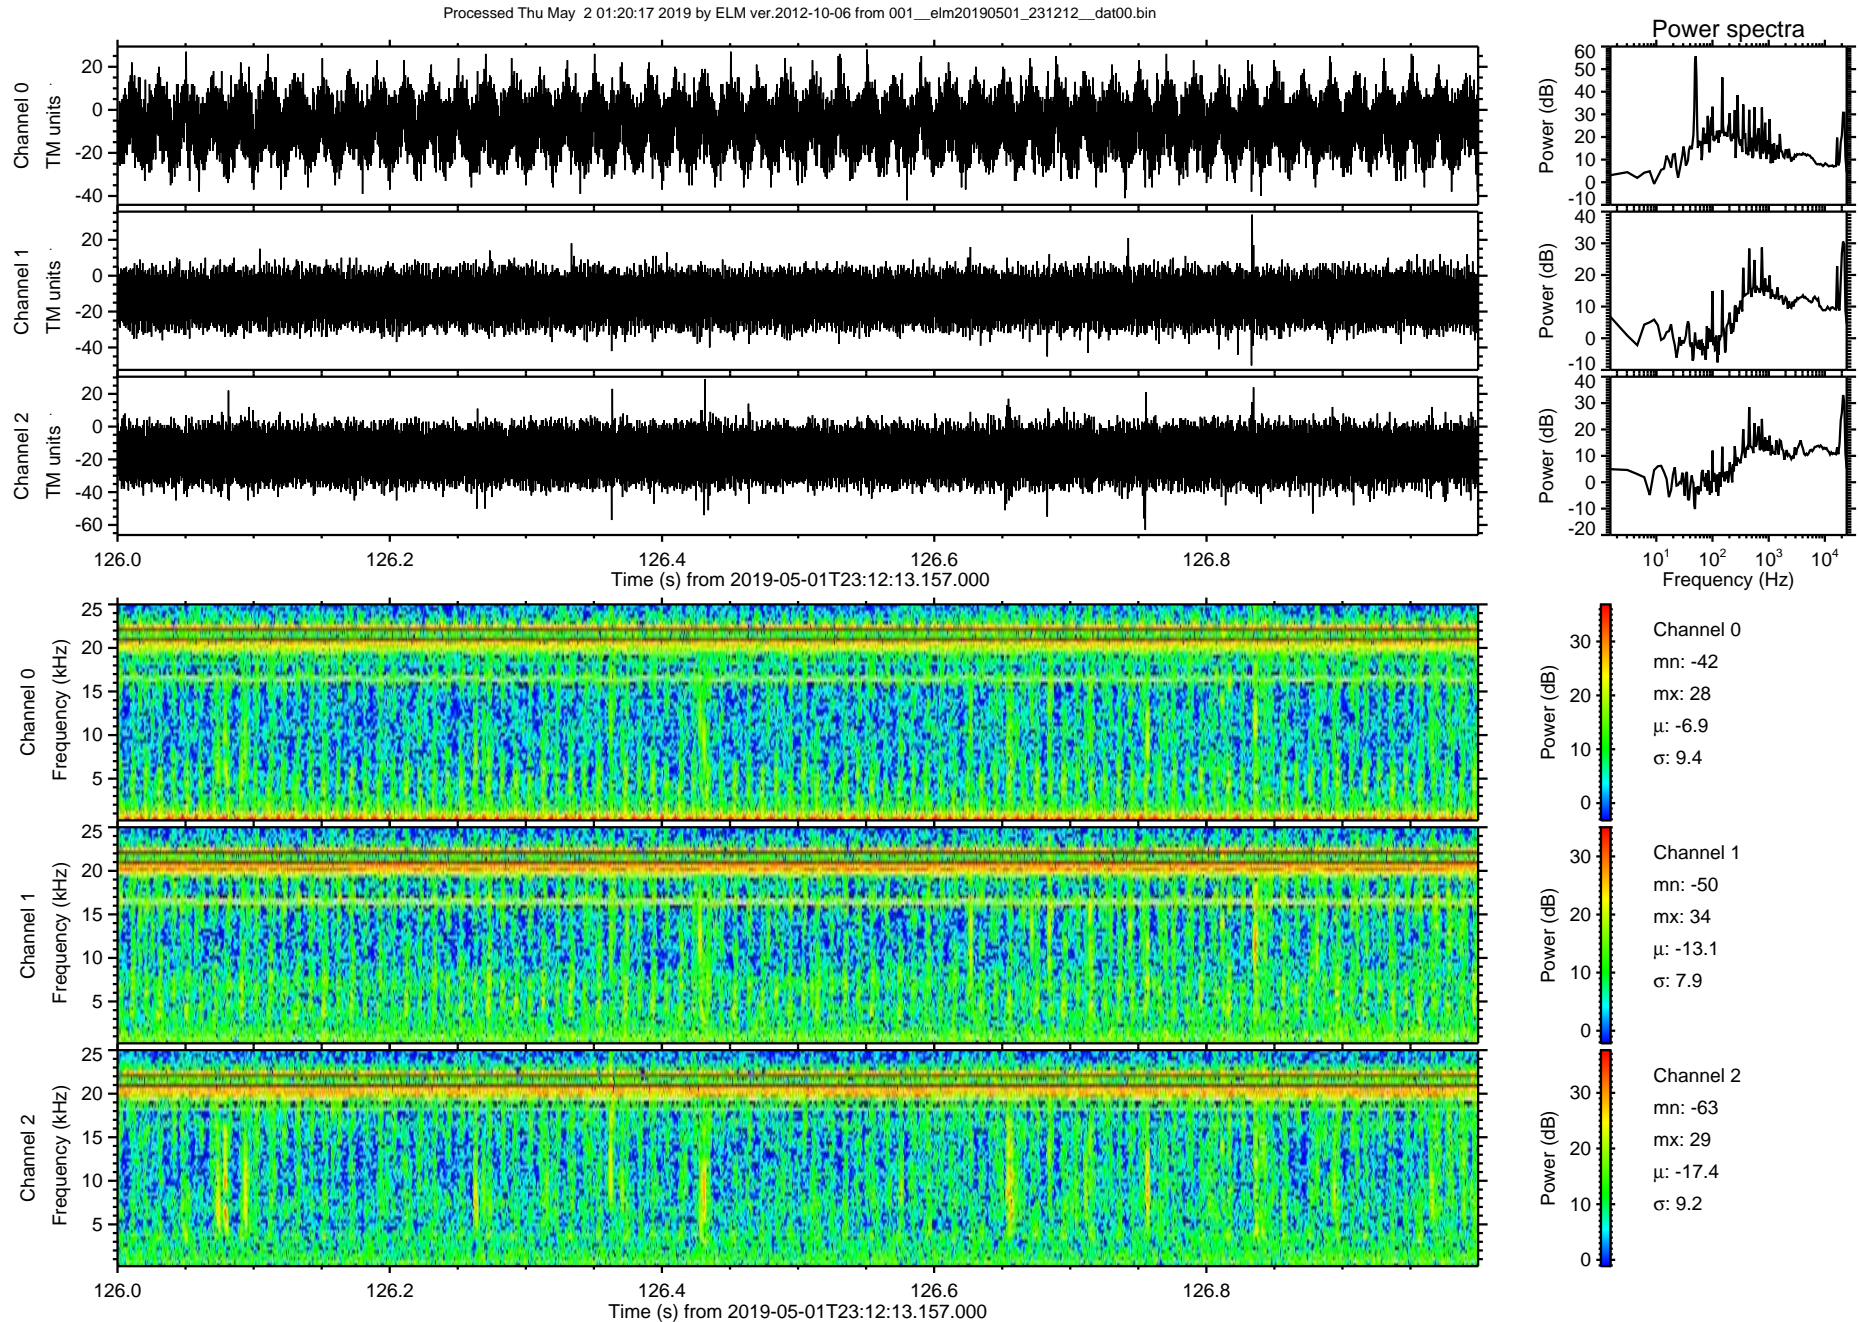 Processed Thu May  2 01:20:17 2019 by ELM ver.2012-10-06 from 001__elm20190501_231212__dat00.bin
Power spectra
Channel 0
TM units
20
0
-20
-40
Power (dB)
60
50
40
30
20
10
0
-10
Channel 1
TM units
20
0
-20
-40
Power (dB)
40
30
20
10
0
-10
Channel 2
TM units
20
0
-20
-40
-60
Power (dB)
40
30
20
10
0
-10
-20
126.0 126.2 126.4 126.6 126.8
Time (s) from 2019-05-01T23:12:13.157.000
10^1 10^2 10^3 10^4
Frequency (Hz)
Channel 0
Frequency (kHz)
25
20
15
10
5
Power (dB)
30
20
10
0
Channel 0
mn: -42
mx: 28
μ: -6.9
σ: 9.4
Channel 1
Frequency (kHz)
25
20
15
10
5
Power (dB)
30
20
10
0
Channel 1
mn: -50
mx: 34
μ: -13.1
σ: 7.9
Channel 2
Frequency (kHz)
25
20
15
10
5
Power (dB)
30
20
10
0
Channel 2
mn: -63
mx: 29
μ: -17.4
σ: 9.2
126.0 126.2 126.4 126.6 126.8
Time (s) from 2019-05-01T23:12:13.157.000